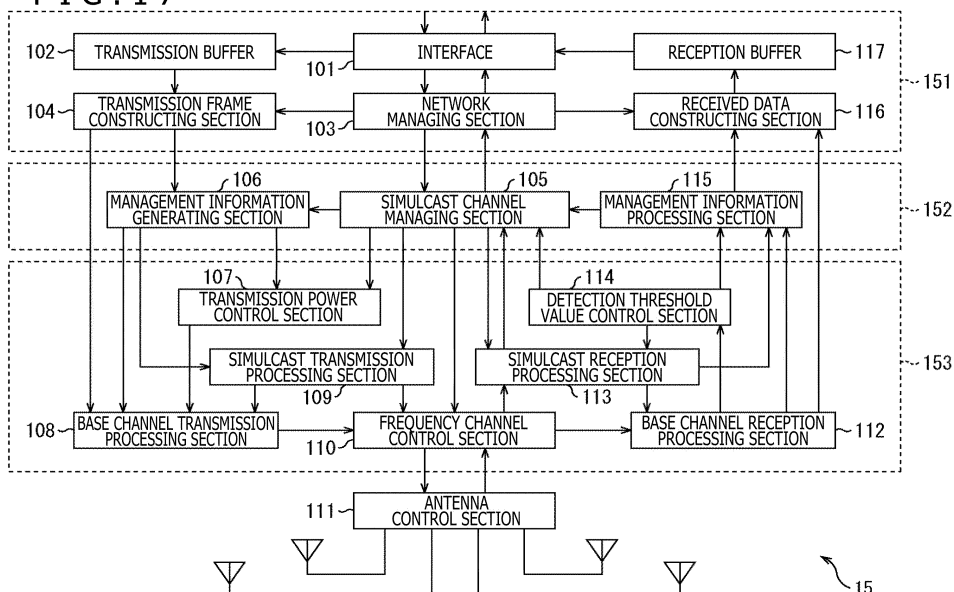 102
TRANSMISSION BUFFER
INTERFACE
101
RECEPTION BUFFER
117
151
104
TRANSMISSION FRAME
CONSTRUCTING SECTION
NETWORK
MANAGING SECTION
103
RECEIVED DATA
CONSTRUCTING SECTION
116
106
MANAGEMENT INFORMATION
GENERATING SECTION
105
SIMULCAST CHANNEL
MANAGING SECTION
115
MANAGEMENT INFORMATION
PROCESSING SECTION
152
107
TRANSMISSION POWER
CONTROL SECTION
114
DETECTION THRESHOLD
VALUE CONTROL SECTION
SIMULCAST TRANSMISSION
PROCESSING SECTION
109
SIMULCAST RECEPTION
PROCESSING SECTION
113
153
108
BASE CHANNEL TRANSMISSION
PROCESSING SECTION
FREQUENCY CHANNEL
CONTROL SECTION
110
BASE CHANNEL RECEPTION
PROCESSING SECTION
112
111
ANTENNA
CONTROL SECTION
15